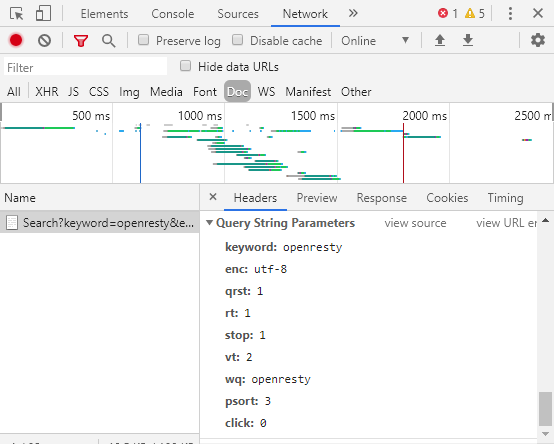 Elements Console Sources Network » 1 5
Preserve log Disable cache Online
Filter Hide data URLs
All XHR JS CSS Img Media Font Doc WS Manifest Other
500 ms 1000 ms 1500 ms 2000 ms 2500 m
Name Headers Preview Response Cookies Timing
Search?keyword=openresty&e...
Query String Parameters view source view URL er
keyword: openresty
enc: utf-8
qrst: 1
rt: 1
stop: 1
vt: 2
wq: openresty
psort: 3
click: 0